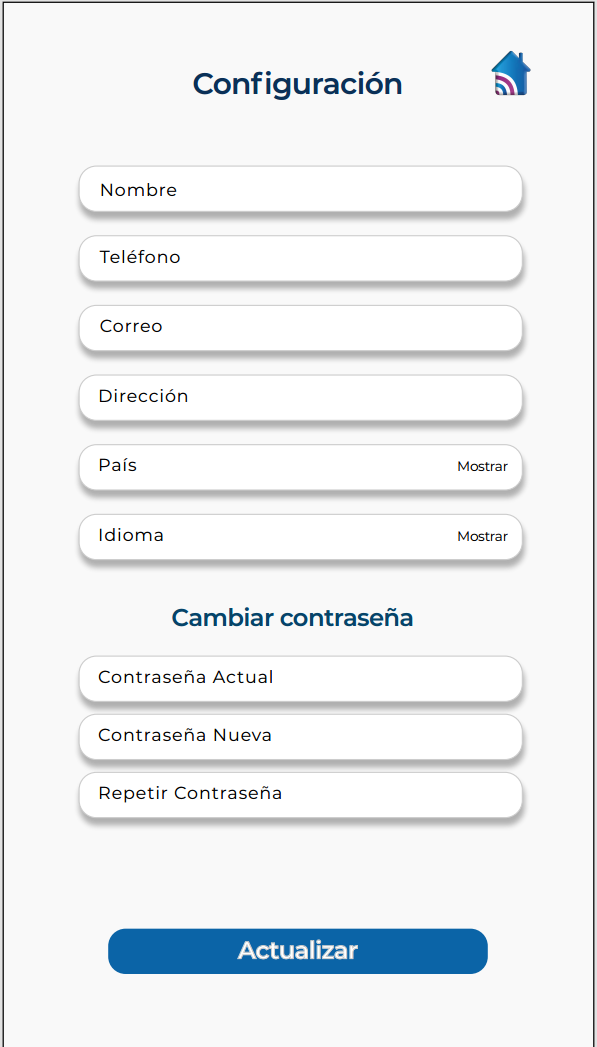 Configuración
Nombre
Teléfono
Correo
Dirección
País Mostrar
Idioma Mostrar
Cambiar contraseña
Contraseña Actual
Contraseña Nueva
Repetir Contraseña
Actualizar